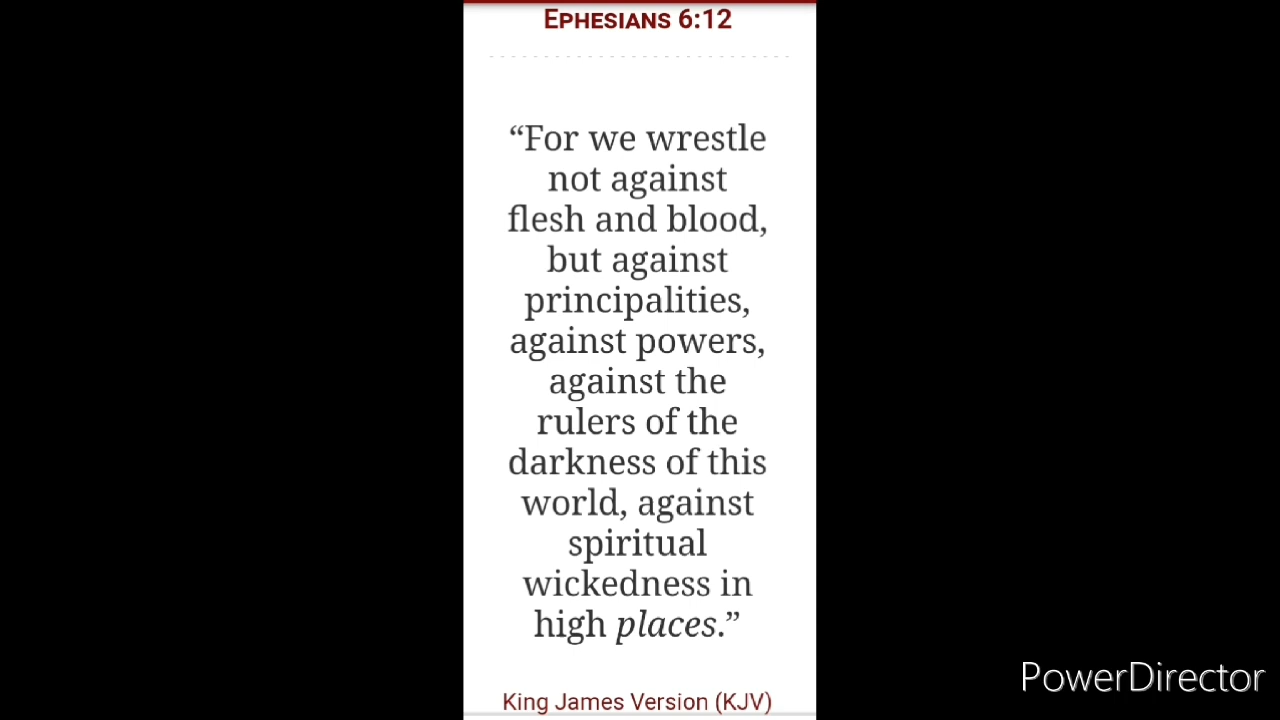 EPHESIANS 6:12
“For we wrestle
not against
flesh and blood,
but against
principalities,
against powers,
against the
rulers of the
darkness of this
world, against
spiritual
wickedness in
high places.”
King James Version (KJV)
PowerDirector